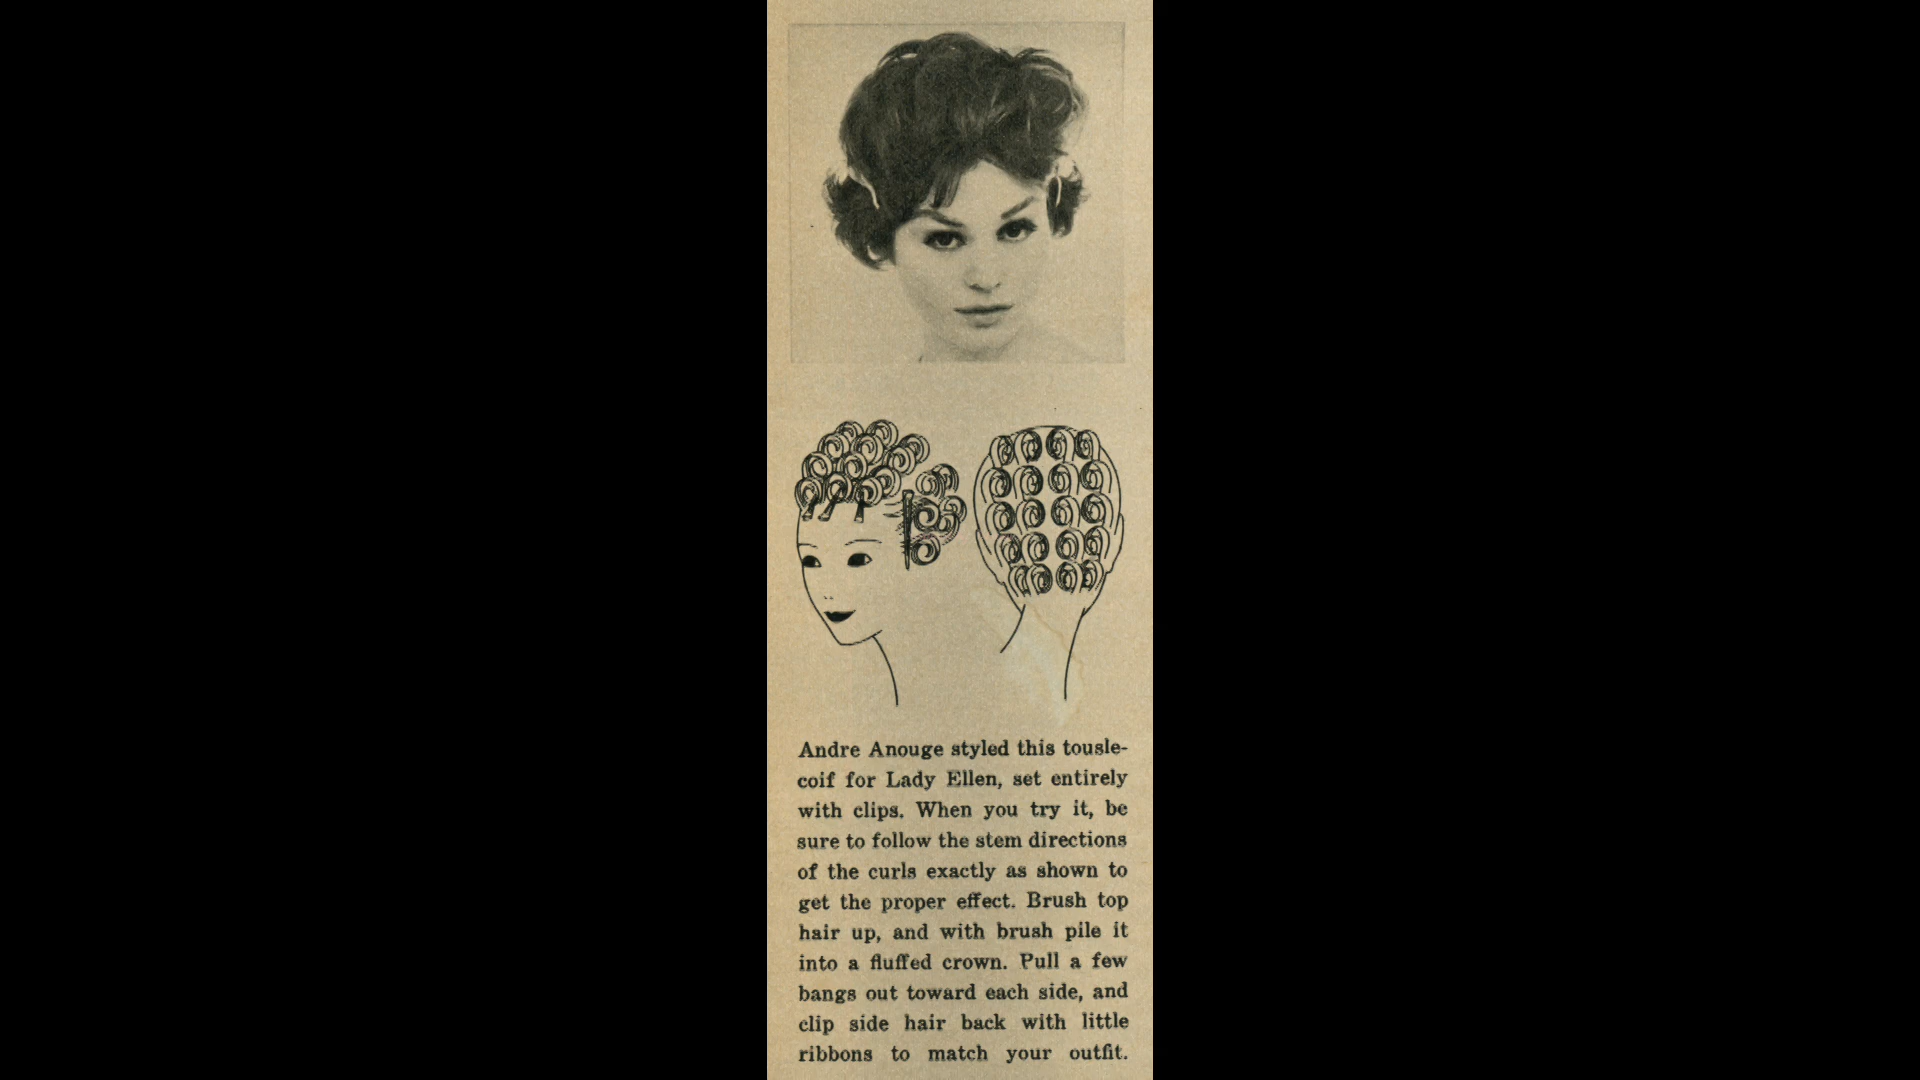 Andre Anouge styled this tousle-
coif for Lady Ellen, set entirely
with clips. When you try it, be
sure to follow the stem directions
of the curls exactly as shown to
get the proper effect. Brush top
hair up, and with brush pile it
into a fluffed crown. Pull a few
bangs out toward each side, and
clip side hair back with little
ribbons to match your outfit.